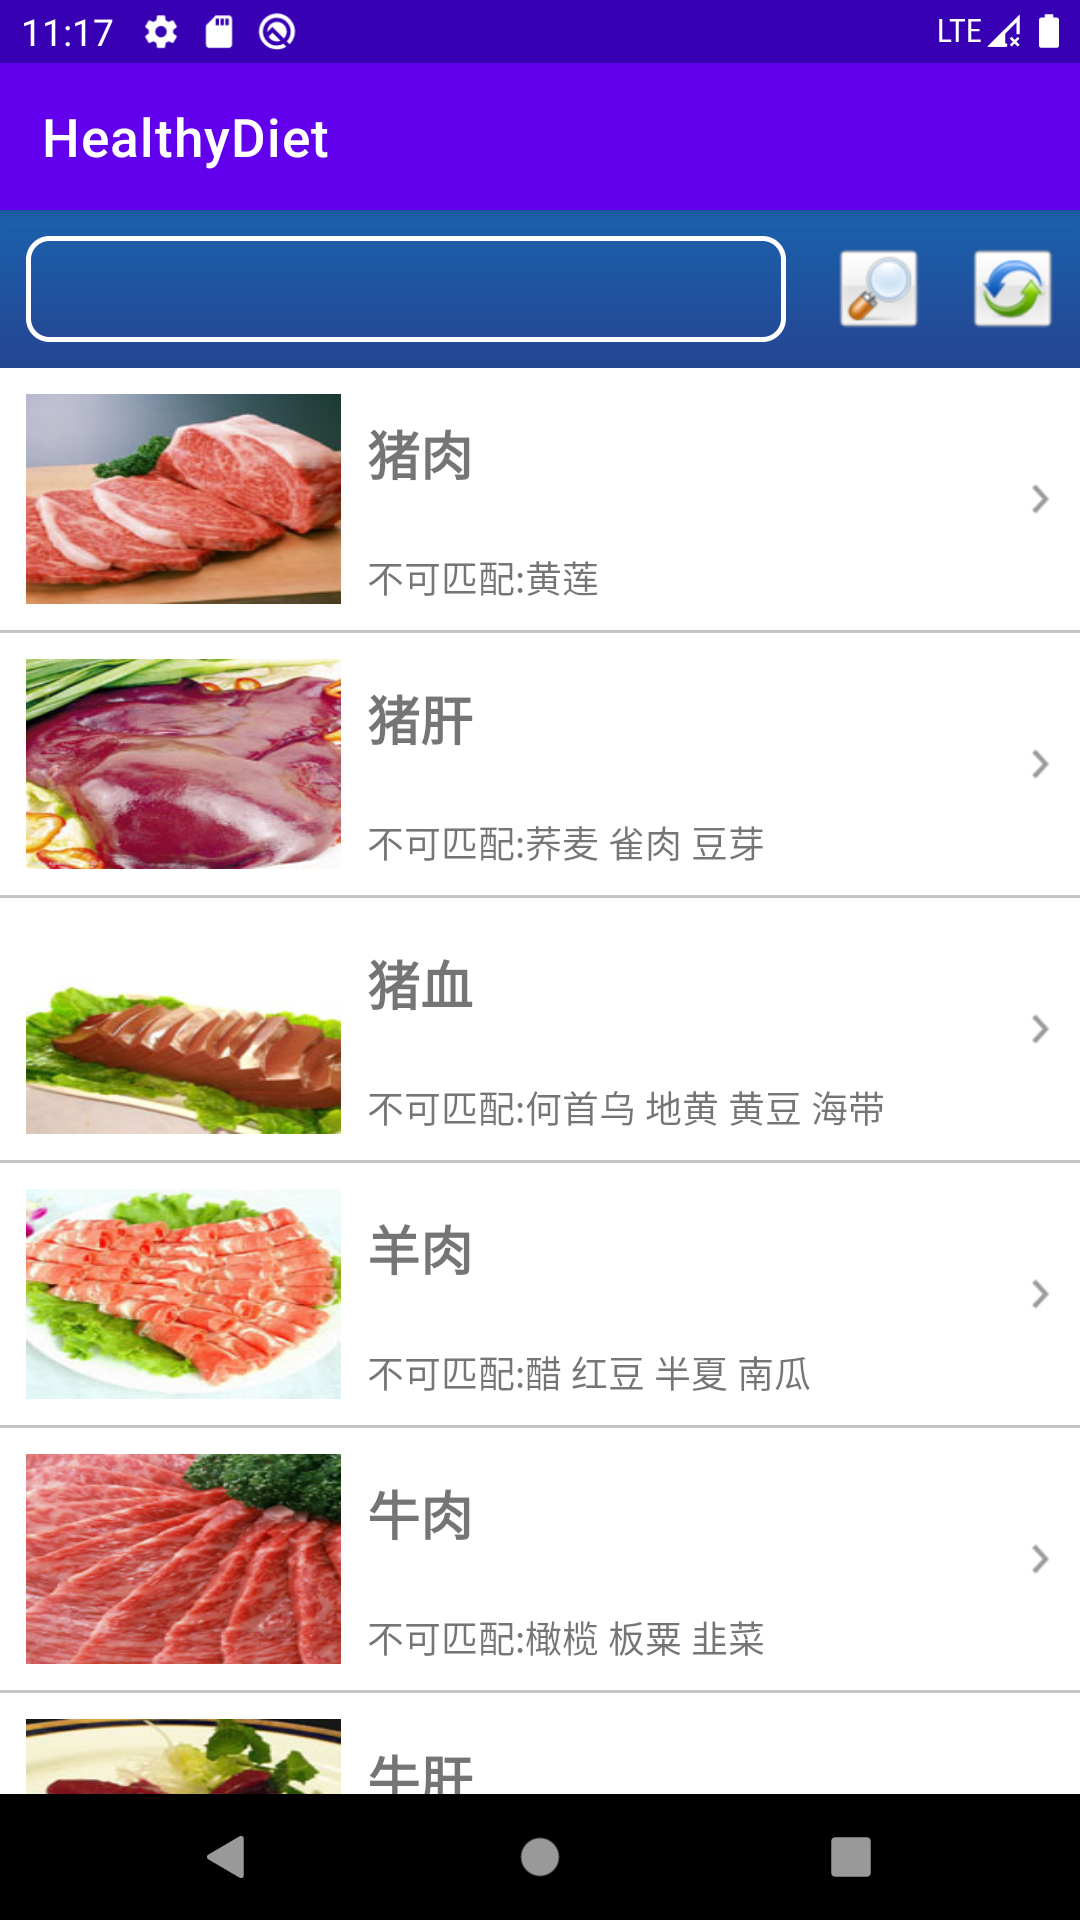 11:17
LTE
HealthyDiet
猪肉
不可匹配:黄莲
猪肝
不可匹配:荞麦 雀肉 豆芽
猪血
不可匹配:何首乌 地黄 黄豆 海带
羊肉
不可匹配:醋 红豆 半夏 南瓜
牛肉
不可匹配:橄榄 板粟 韭菜
牛肝